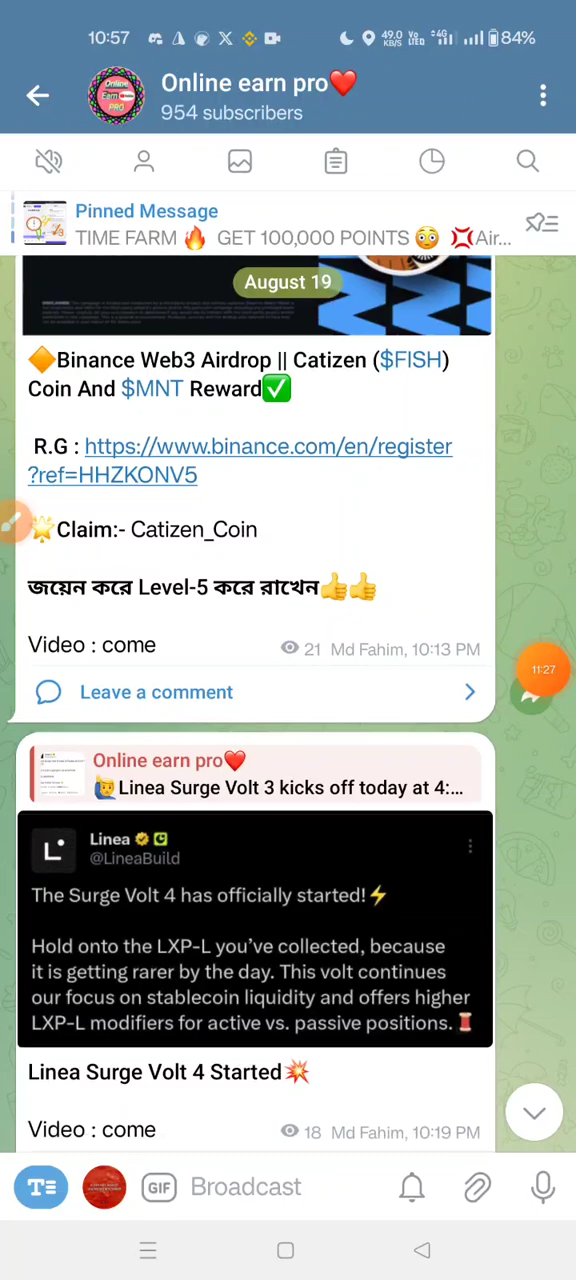 10:57
49.0 KB/S
4G
84%
Online earn pro❤️
954 subscribers
Pinned Message
TIME FARM 🔥 GET 100,000 POINTS 😳 💢Air...
August 19
🔶Binance Web3 Airdrop || Catizen ($FISH)
Coin And $MNT Reward✅
R.G : https://www.binance.com/en/register
?ref=HHZKONV5
🌟Claim:- Catizen_Coin
জয়েন করে Level-5 করে রাখেন👍👍
Video : come
21 Md Fahim, 10:13 PM
11:27
Leave a comment
Online earn pro❤️
🙋‍♂️Linea Surge Volt 3 kicks off today at 4:...
Linea
@LineaBuild
The Surge Volt 4 has officially started!⚡
Hold onto the LXP-L you’ve collected, because
it is getting rarer by the day. This volt continues
our focus on stablecoin liquidity and offers higher
LXP-L modifiers for active vs. passive positions. 🧵
Linea Surge Volt 4 Started💥
Video : come
18 Md Fahim, 10:19 PM
T
GIF
Broadcast